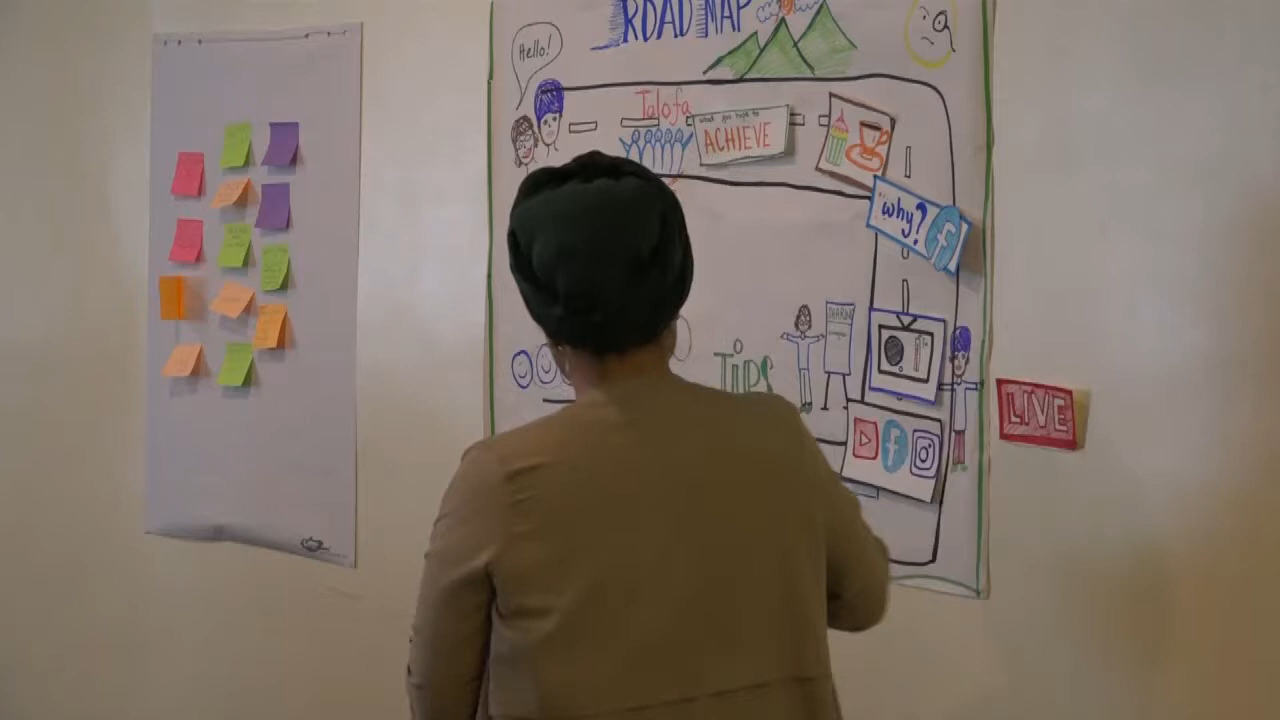 ROAD MAP
Hello!
Talofa
what you hope to
ACHIEVE
"why?
f
TIPS
SHARING
LIVE
f